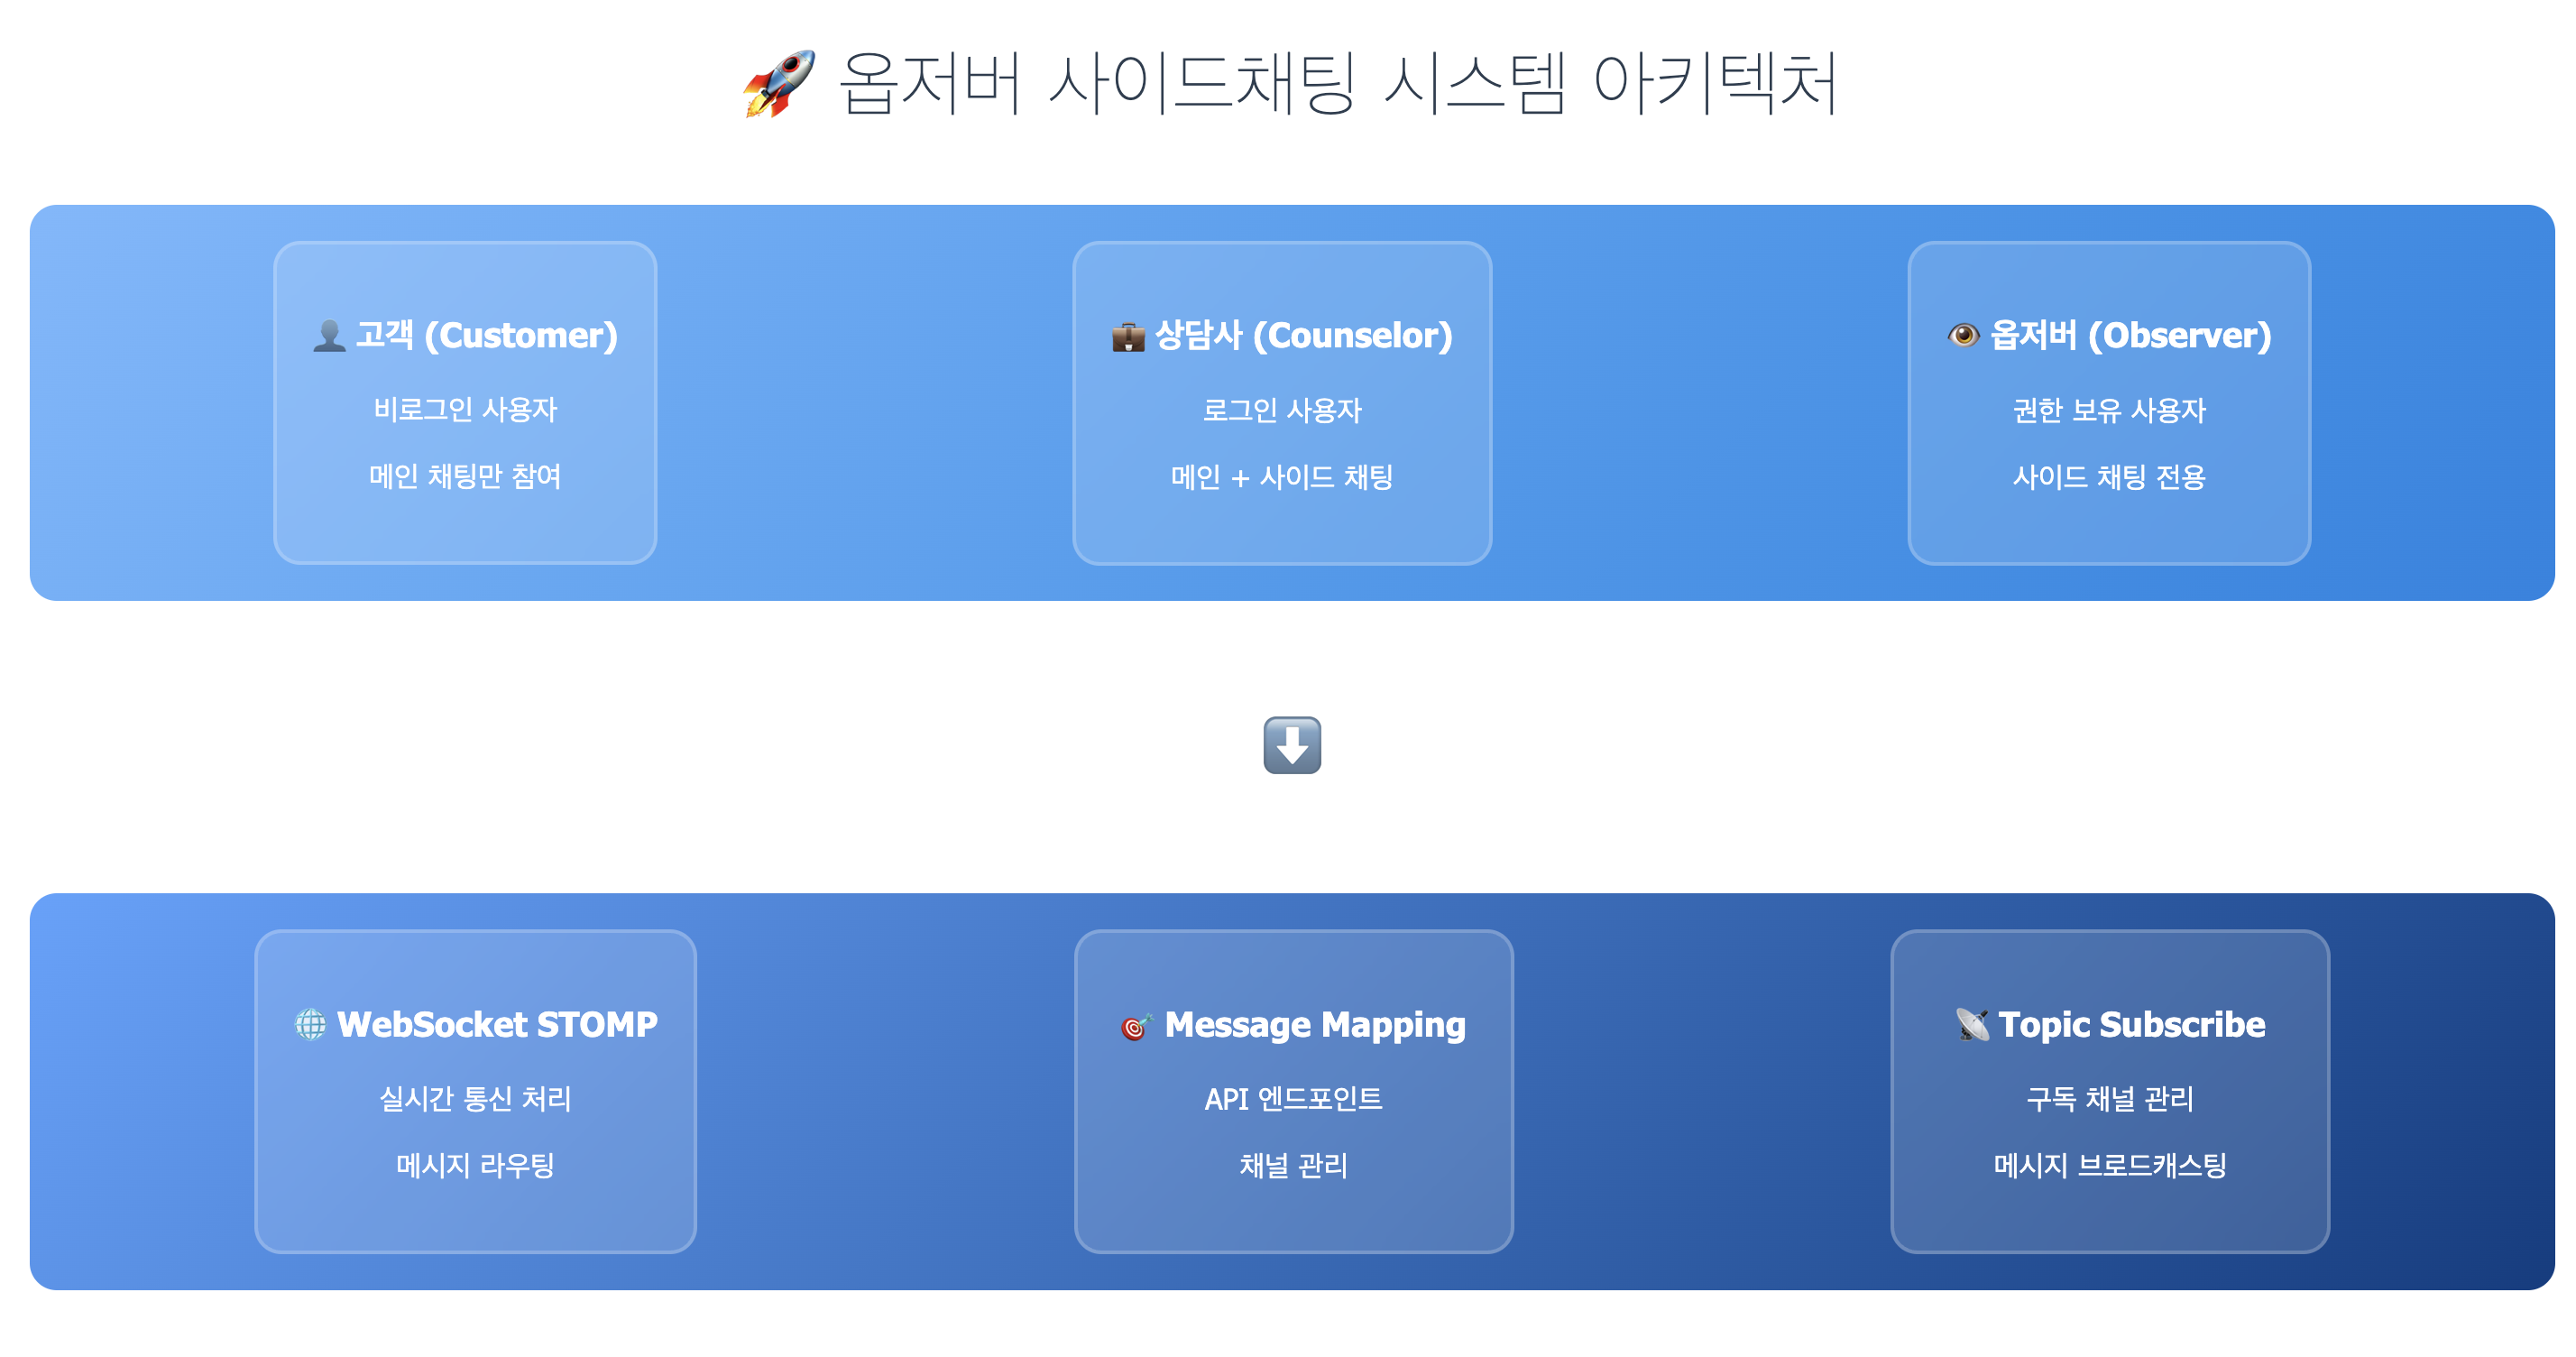 🚀 옵저버 사이드채팅 시스템 아키텍처
👤 고객 (Customer)
비로그인 사용자
메인 채팅만 참여
💼 상담사 (Counselor)
로그인 사용자
메인 + 사이드 채팅
👁️ 옵저버 (Observer)
권한 보유 사용자
사이드 채팅 전용
⬇️
🌐 WebSocket STOMP
실시간 통신 처리
메시지 라우팅
🎯 Message Mapping
API 엔드포인트
채널 관리
📡 Topic Subscribe
구독 채널 관리
메시지 브로드캐스팅